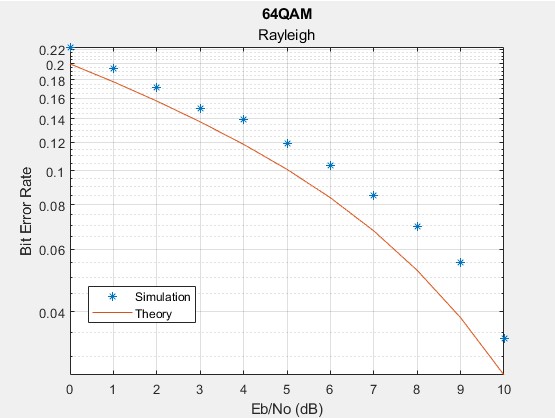 64QAM
Rayleigh
0.22
0.2
0.18
0.16
0.14
0.12
0.1
0.08
0.06
0.04
Bit Error Rate
Simulation
Theory
0 1 2 3 4 5 6 7 8 9 10
Eb/No (dB)